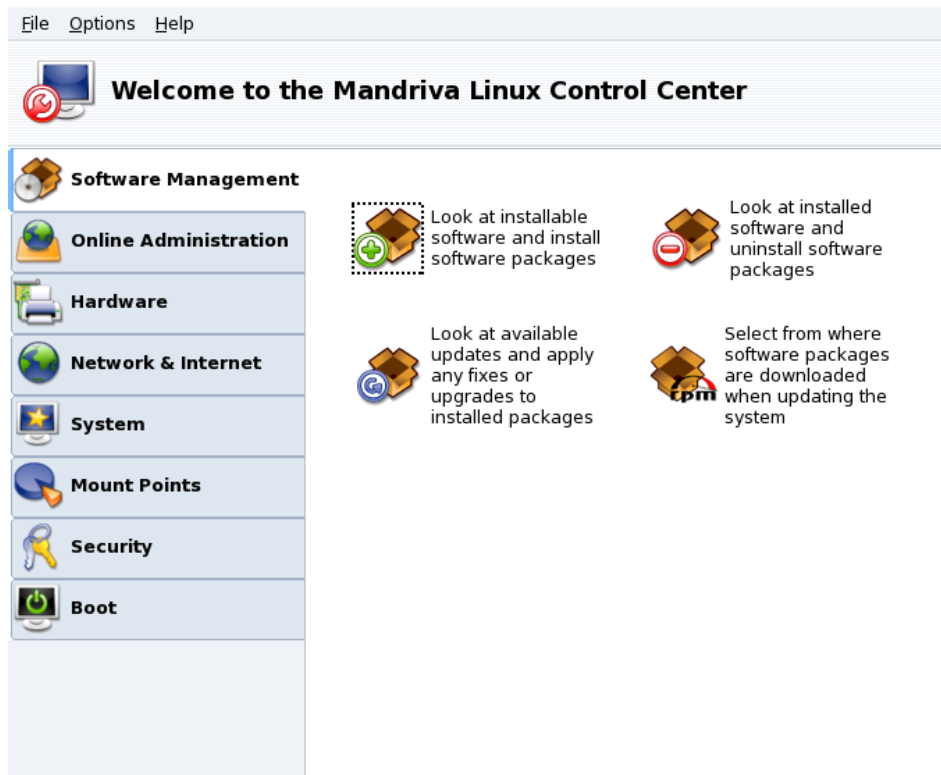 File Options Help
Welcome to the Mandriva Linux Control Center
Software Management
Online Administration
Hardware
Network & Internet
System
Mount Points
Security
Boot
Look at installable
software and install
software packages
Look at installed
software and
uninstall software
packages
Look at available
updates and apply
any fixes or
upgrades to
installed packages
rpm
Select from where
software packages
are downloaded
when updating the
system